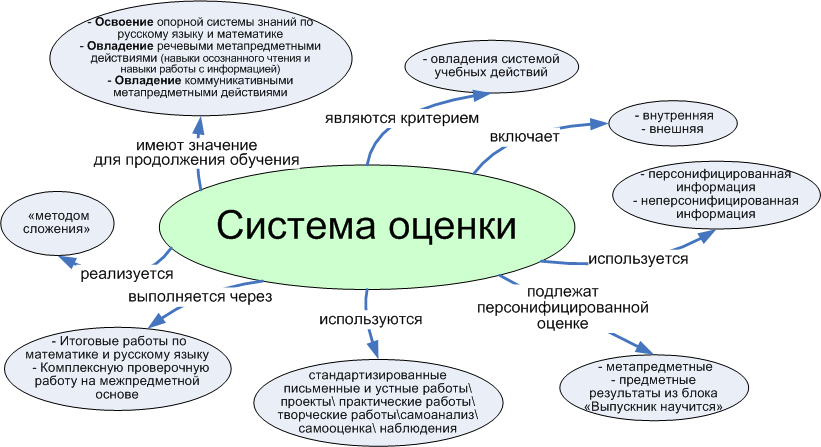 - Освоение опорной системы знаний по
русскому языку и математике
- Овладение речевыми метапредметными
действиями (навыки осознанного чтения и
навыки работы с информацией)
- Овладение коммуникативными
метапредметными действиями
- овладения системой
учебных действий
являются критерием
- внутренняя
- внешняя
включает
имеют значение
для продолжения обучения
- персонифицированная
информация
- неперсонифицированная
информация
«методом
сложения»
Система оценки
используется
реализуется
выполняется через
подлежат
персонифицированной
оценке
используются
- Итоговые работы по
математике и русскому языку
- Комплексную проверочную
работу на межпредметной
основе
стандартизированные
письменные и устные работы\
проекты\ практические работы\
творческие работы\самоанализ\
самооценка\ наблюдения
- метапредметные
- предметные
результаты из блока
«Выпускник научится»